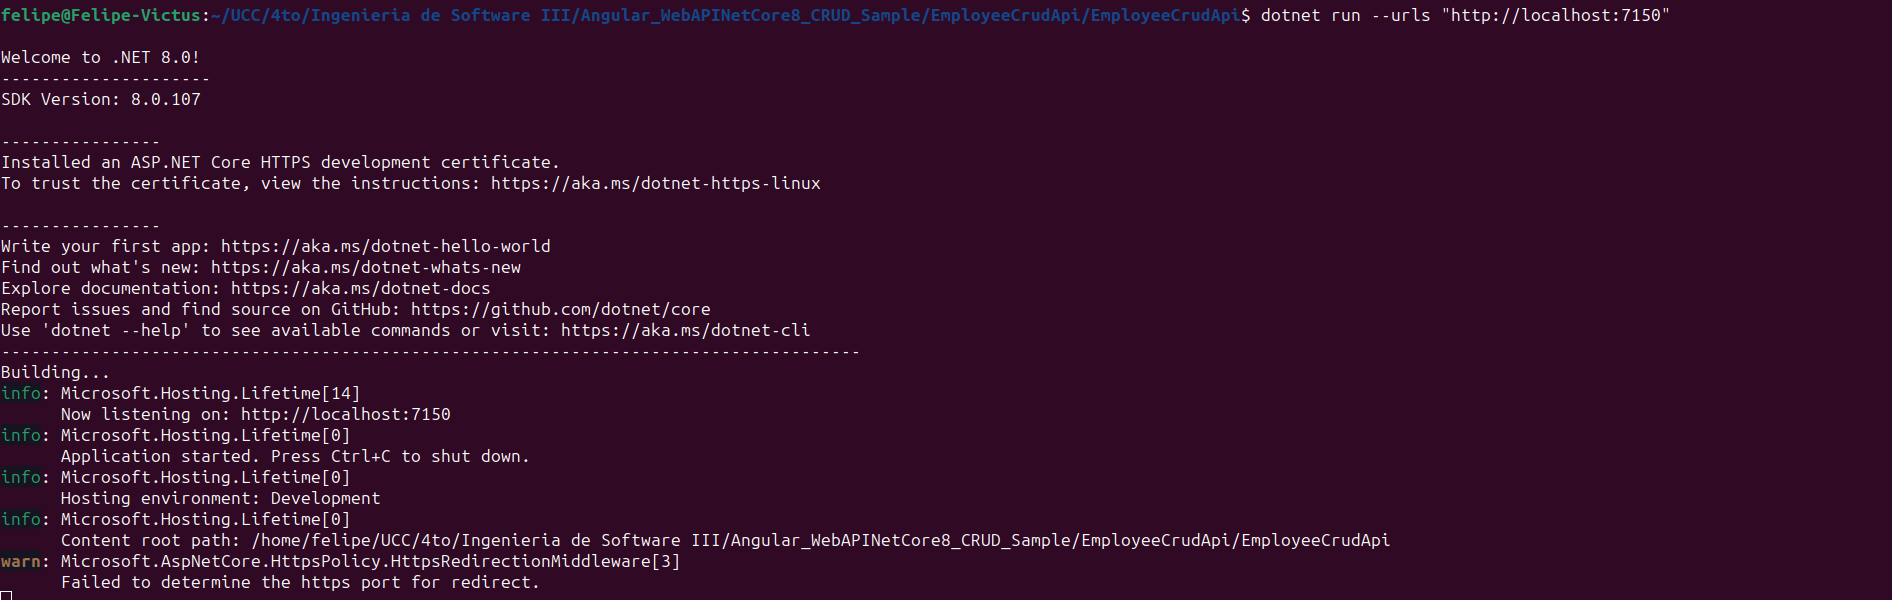 felipe@Felipe-Victus:~/UCC/4to/Ingenieria de Software III/Angular_WebAPINetCore8_CRUD_Sample/EmployeeCrudApi/EmployeeCrudApi$ dotnet run --urls "http://localhost:7150"
Welcome to .NET 8.0!
---------------------
SDK Version: 8.0.107
----------------
Installed an ASP.NET Core HTTPS development certificate.
To trust the certificate, view the instructions: https://aka.ms/dotnet-https-linux
----------------
Write your first app: https://aka.ms/dotnet-hello-world
Find out what's new: https://aka.ms/dotnet-whats-new
Explore documentation: https://aka.ms/dotnet-docs
Report issues and find source on GitHub: https://github.com/dotnet/core
Use 'dotnet --help' to see available commands or visit: https://aka.ms/dotnet-cli
--------------------------------------------------------------------------------------
Building...
info: Microsoft.Hosting.Lifetime[14]
      Now listening on: http://localhost:7150
info: Microsoft.Hosting.Lifetime[0]
      Application started. Press Ctrl+C to shut down.
info: Microsoft.Hosting.Lifetime[0]
      Hosting environment: Development
info: Microsoft.Hosting.Lifetime[0]
      Content root path: /home/felipe/UCC/4to/Ingenieria de Software III/Angular_WebAPINetCore8_CRUD_Sample/EmployeeCrudApi/EmployeeCrudApi
warn: Microsoft.AspNetCore.HttpsPolicy.HttpsRedirectionMiddleware[3]
      Failed to determine the https port for redirect.